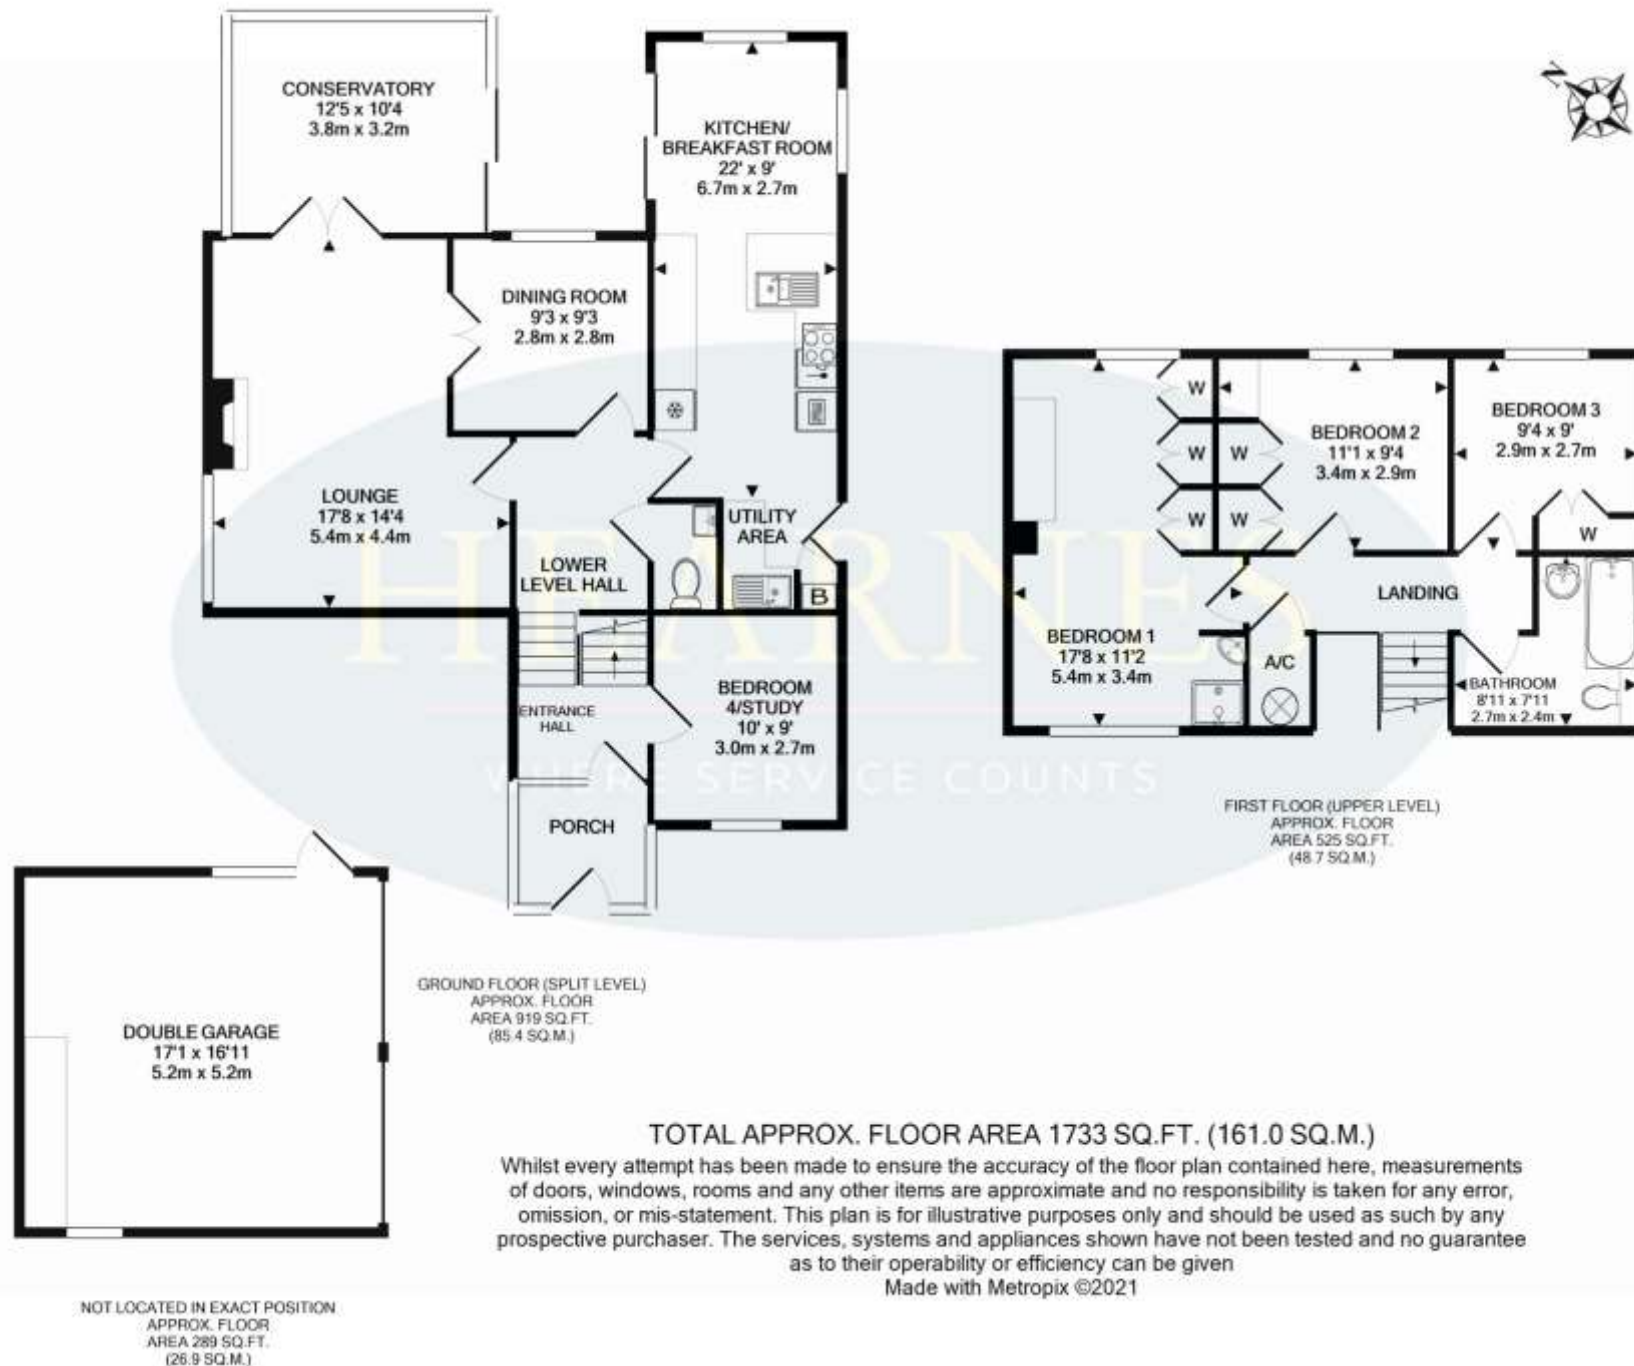 CONSERVATORY
12'5 x 10'4
3.8m x 3.2m
KITCHEN/
BREAKFAST ROOM
22' x 9'
6.7m x 2.7m
N
DINING ROOM
9'3 x 9'3
2.8m x 2.8m
LOUNGE
17'8 x 14'4
5.4m x 4.4m
UTILITY
AREA
LOWER
LEVEL HALL
B
ENTRANCE
HALL
BEDROOM
4/STUDY
10' x 9'
3.0m x 2.7m
PORCH
W
W
W
W
W
BEDROOM 2
11'1 x 9'4
3.4m x 2.9m
BEDROOM 3
9'4 x 9'
2.9m x 2.7m
W
LANDING
BEDROOM 1
17'8 x 11'2
5.4m x 3.4m
A/C
BATHROOM
8'11 x 7'11
2.7m x 2.4m
HEARNES
WHERE SERVICE COUNTS
FIRST FLOOR (UPPER LEVEL)
APPROX. FLOOR
AREA 525 SQ.FT.
(48.7 SQ.M.)
GROUND FLOOR (SPLIT LEVEL)
APPROX. FLOOR
AREA 919 SQ.FT.
(85.4 SQ.M.)
DOUBLE GARAGE
17'1 x 16'11
5.2m x 5.2m
NOT LOCATED IN EXACT POSITION
APPROX. FLOOR
AREA 289 SQ.FT.
(26.9 SQ.M.)
TOTAL APPROX. FLOOR AREA 1733 SQ.FT. (161.0 SQ.M.)
Whilst every attempt has been made to ensure the accuracy of the floor plan contained here, measurements
of doors, windows, rooms and any other items are approximate and no responsibility is taken for any error,
omission, or mis-statement. This plan is for illustrative purposes only and should be used as such by any
prospective purchaser. The services, systems and appliances shown have not been tested and no guarantee
as to their operability or efficiency can be given
Made with Metropix ©2021